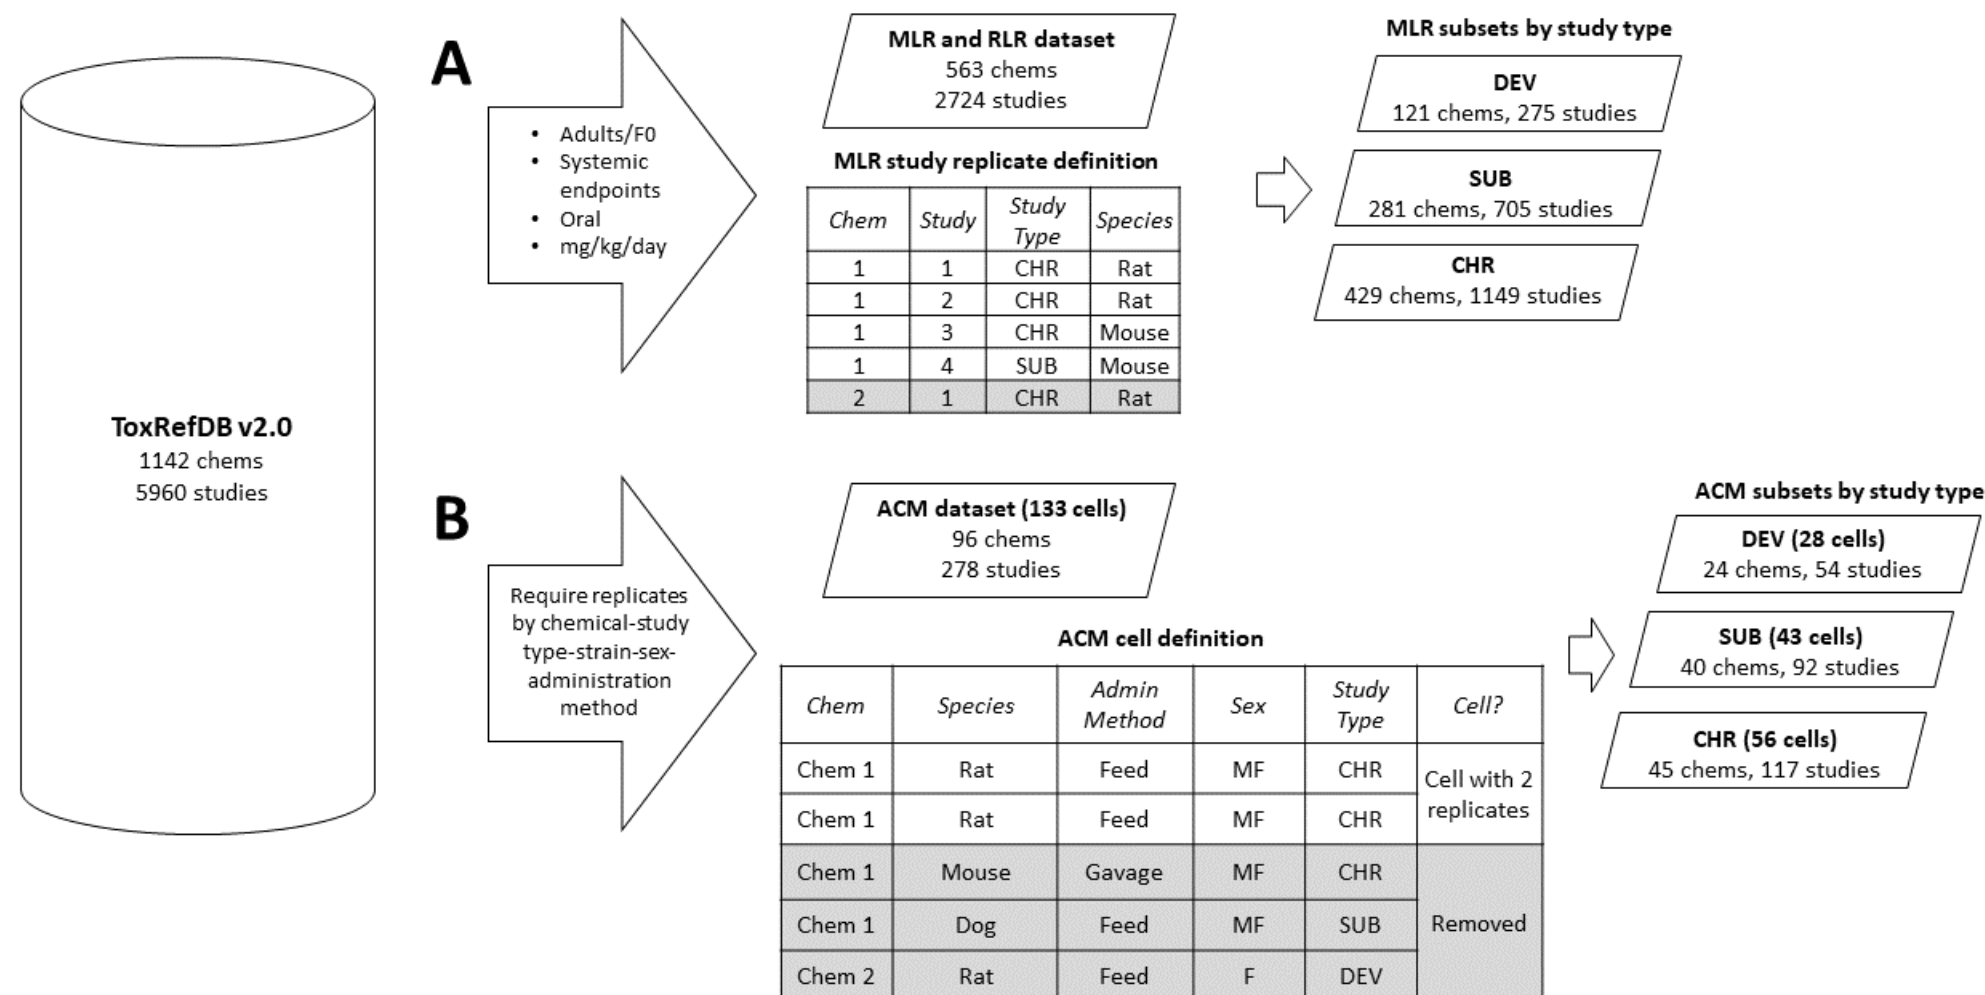 ToxRefDB v2.0
1142 chems
5960 studies
A
• Adults/F0
• Systemic
endpoints
• Oral
• mg/kg/day
MLR and RLR dataset
563 chems
2724 studies
MLR study replicate definition
Chem Study Study Species
Type
1 1 CHR Rat
1 2 CHR Rat
1 3 CHR Mouse
1 4 SUB Mouse
2 1 CHR Rat
MLR subsets by study type
DEV
121 chems, 275 studies
SUB
281 chems, 705 studies
CHR
429 chems, 1149 studies
B
Require replicates
by chemical-study
type-strain-sex-
administration
method
ACM dataset (133 cells)
96 chems
278 studies
ACM cell definition
Chem Species Admin Sex Study Cell?
Method Type
Chem 1 Rat Feed MF CHR
Chem 1 Rat Feed MF CHR
Cell with 2
replicates
Chem 1 Mouse Gavage MF CHR
Chem 1 Dog Feed MF SUB Removed
Chem 2 Rat Feed F DEV
ACM subsets by study type
DEV (28 cells)
24 chems, 54 studies
SUB (43 cells)
40 chems, 92 studies
CHR (56 cells)
45 chems, 117 studies